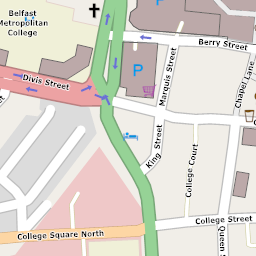 Belfast
Metropolitan
College
P
Berry Street
Marquis Street
Chapel Lane
P
Divis Street
King Street
College Court
College Street
College Square North
Queen S